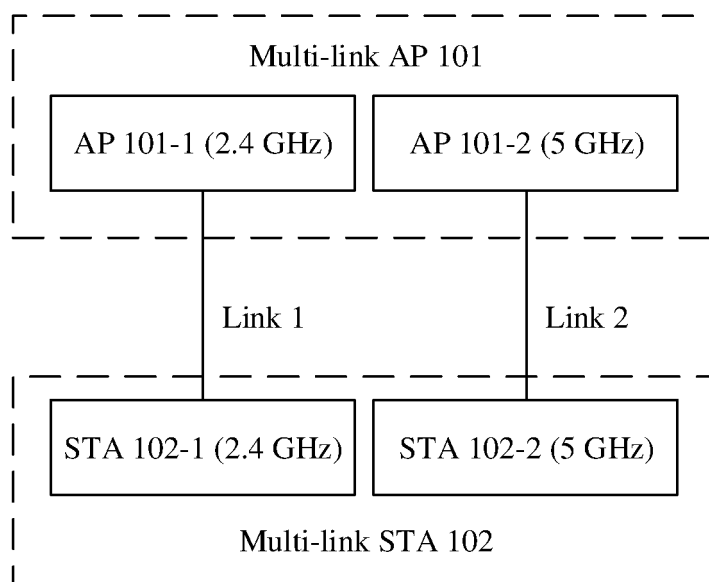 Multi-link AP 101
AP 101-1 (2.4 GHz)
AP 101-2 (5 GHz)
Link 1
Link 2
STA 102-1 (2.4 GHz)
STA 102-2 (5 GHz)
Multi-link STA 102